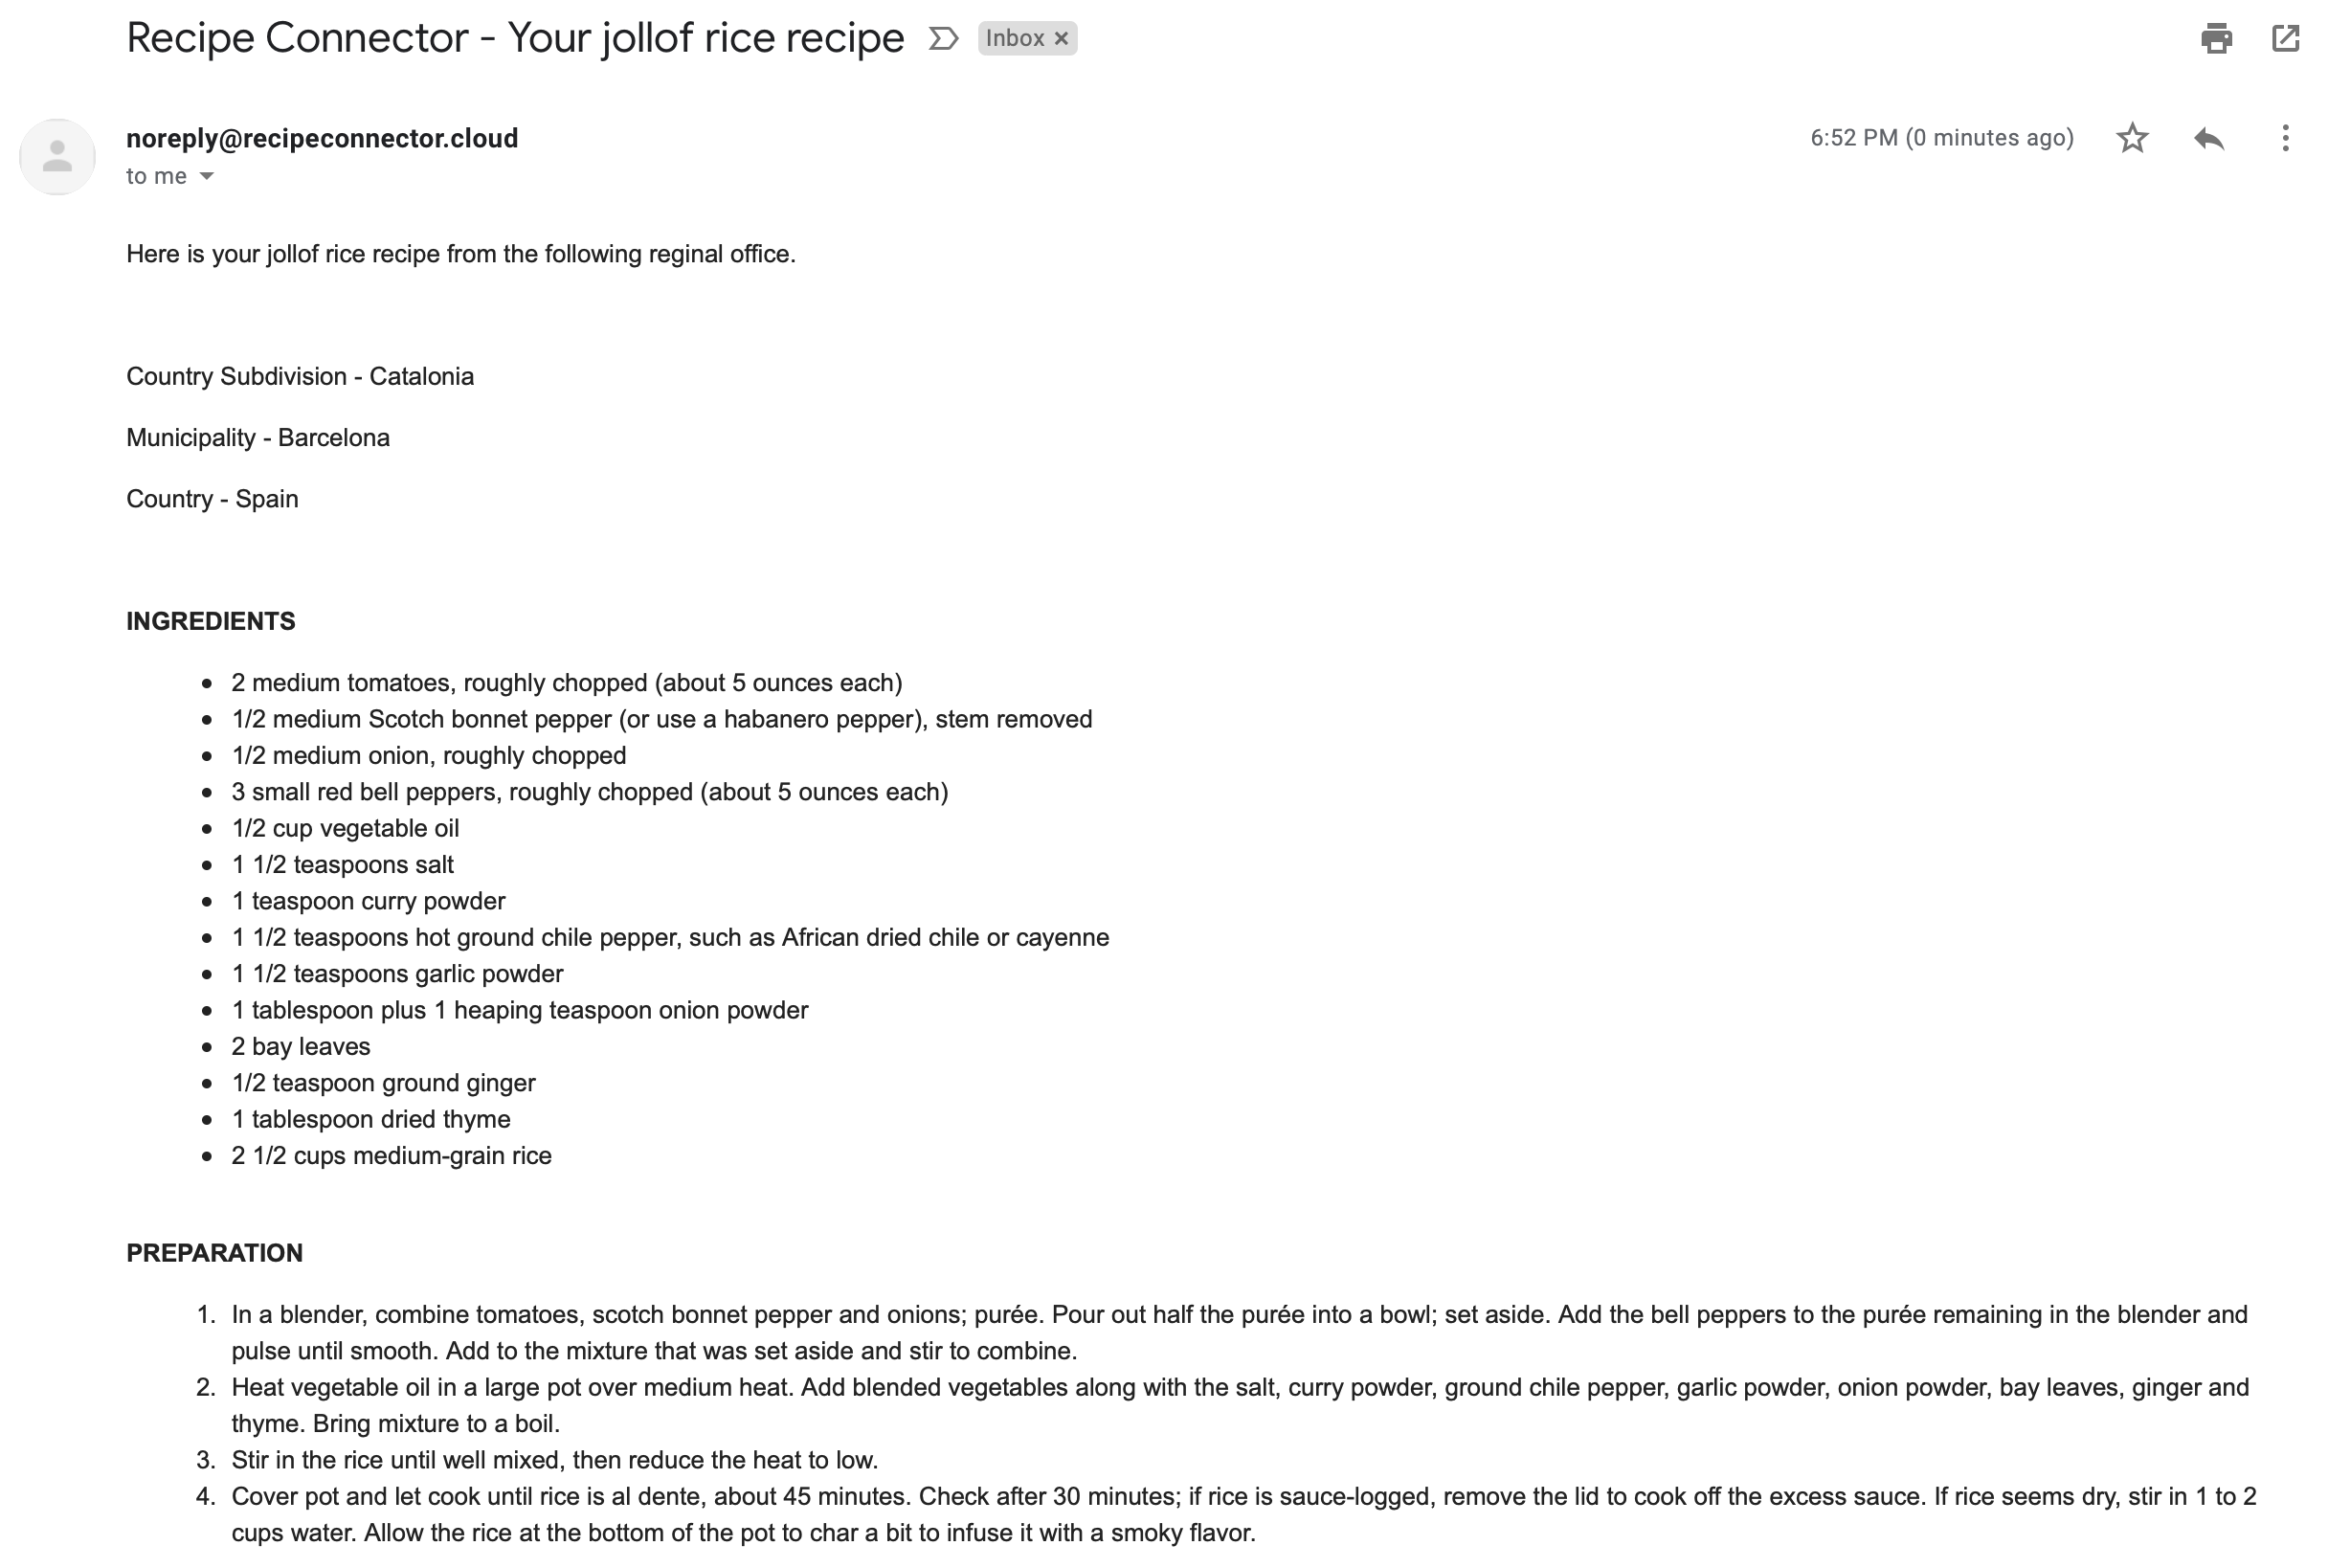 Recipe Connector - Your jollof rice recipe Inbox ×
noreply@recipeconnector.cloud 6:52 PM (0 minutes ago)
to me
Here is your jollof rice recipe from the following reginal office.
Country Subdivision - Catalonia
Municipality - Barcelona
Country - Spain
INGREDIENTS
• 2 medium tomatoes, roughly chopped (about 5 ounces each)
• 1/2 medium Scotch bonnet pepper (or use a habanero pepper), stem removed
• 1/2 medium onion, roughly chopped
• 3 small red bell peppers, roughly chopped (about 5 ounces each)
• 1/2 cup vegetable oil
• 1 1/2 teaspoons salt
• 1 teaspoon curry powder
• 1 1/2 teaspoons hot ground chile pepper, such as African dried chile or cayenne
• 1 1/2 teaspoons garlic powder
• 1 tablespoon plus 1 heaping teaspoon onion powder
• 2 bay leaves
• 1/2 teaspoon ground ginger
• 1 tablespoon dried thyme
• 2 1/2 cups medium-grain rice
PREPARATION
1. In a blender, combine tomatoes, scotch bonnet pepper and onions; purée. Pour out half the purée into a bowl; set aside. Add the bell peppers to the purée remaining in the blender and
pulse until smooth. Add to the mixture that was set aside and stir to combine.
2. Heat vegetable oil in a large pot over medium heat. Add blended vegetables along with the salt, curry powder, ground chile pepper, garlic powder, onion powder, bay leaves, ginger and
thyme. Bring mixture to a boil.
3. Stir in the rice until well mixed, then reduce the heat to low.
4. Cover pot and let cook until rice is al dente, about 45 minutes. Check after 30 minutes; if rice is sauce-logged, remove the lid to cook off the excess sauce. If rice seems dry, stir in 1 to 2
cups water. Allow the rice at the bottom of the pot to char a bit to infuse it with a smoky flavor.